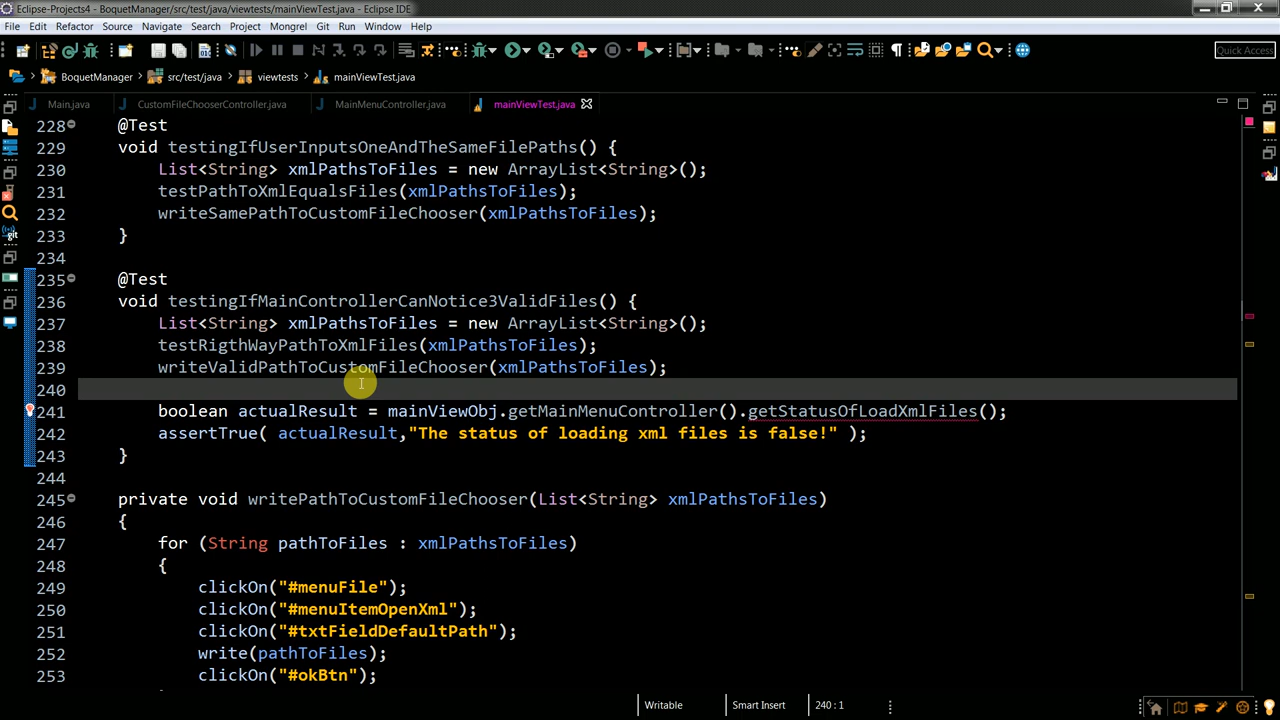 Eclipse-Projects4 - BoquetManager/src/test/java/viewtests/mainViewTest.java - Eclipse IDE
File Edit Refactor Source Navigate Search Project Mongrel Git Run Window Help
Quick Access
BoquetManager src/test/java viewtests mainViewTest.java
Main.java CustomFileChooserController.java MainMenuController.java mainViewTest.java
228 @Test
229 void testingIfUserInputsOneAndTheSameFilePaths() {
230 List<String> xmlPathsToFiles = new ArrayList<String>();
231 testPathToXmlEqualsFiles(xmlPathsToFiles);
232 writeSamePathToCustomFileChooser(xmlPathsToFiles);
233 }
234
235 @Test
236 void testingIfMainControllerCanNotice3ValidFiles() {
237 List<String> xmlPathsToFiles = new ArrayList<String>();
238 testRigthWayPathToXmlFiles(xmlPathsToFiles);
239 writeValidPathToCustomFileChooser(xmlPathsToFiles);
240
241 boolean actualResult = mainViewObj.getMainMenuController().getStatusOfLoadXmlFiles();
242 assertTrue( actualResult,"The status of loading xml files is false!" );
243 }
244
245 private void writePathToCustomFileChooser(List<String> xmlPathsToFiles)
246 {
247 for (String pathToFiles : xmlPathsToFiles)
248 {
249 clickOn("#menuFile");
250 clickOn("#menuItemOpenXml");
251 clickOn("#txtFieldDefaultPath");
252 write(pathToFiles);
253 clickOn("#okBtn");
Writable Smart Insert 240 : 1